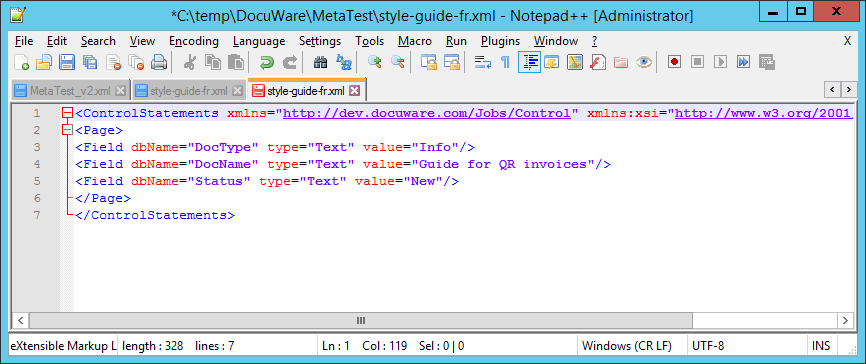 *C:\temp\DocuWare\MetaTest\style-guide-fr.xml - Notepad++ [Administrator]
File Edit Search View Encoding Language Settings Tools Macro Run Plugins Window ? X
MetaTest_v2.xml style-guide-fr.xml style-guide-fr.xml
1 <ControlStatements xmlns="http://dev.docuware.com/Jobs/Control" xmlns:xsi="http://www.w3.org/2001
2 <Page>
3 <Field dbName="DocType" type="Text" value="Info"/>
4 <Field dbName="DocName" type="Text" value="Guide for QR invoices"/>
5 <Field dbName="Status" type="Text" value="New"/>
6 </Page>
7 </ControlStatements>
eXtensible Markup L length : 328 lines : 7 Ln : 1 Col : 119 Sel : 0 | 0 Windows (CR LF) UTF-8 INS